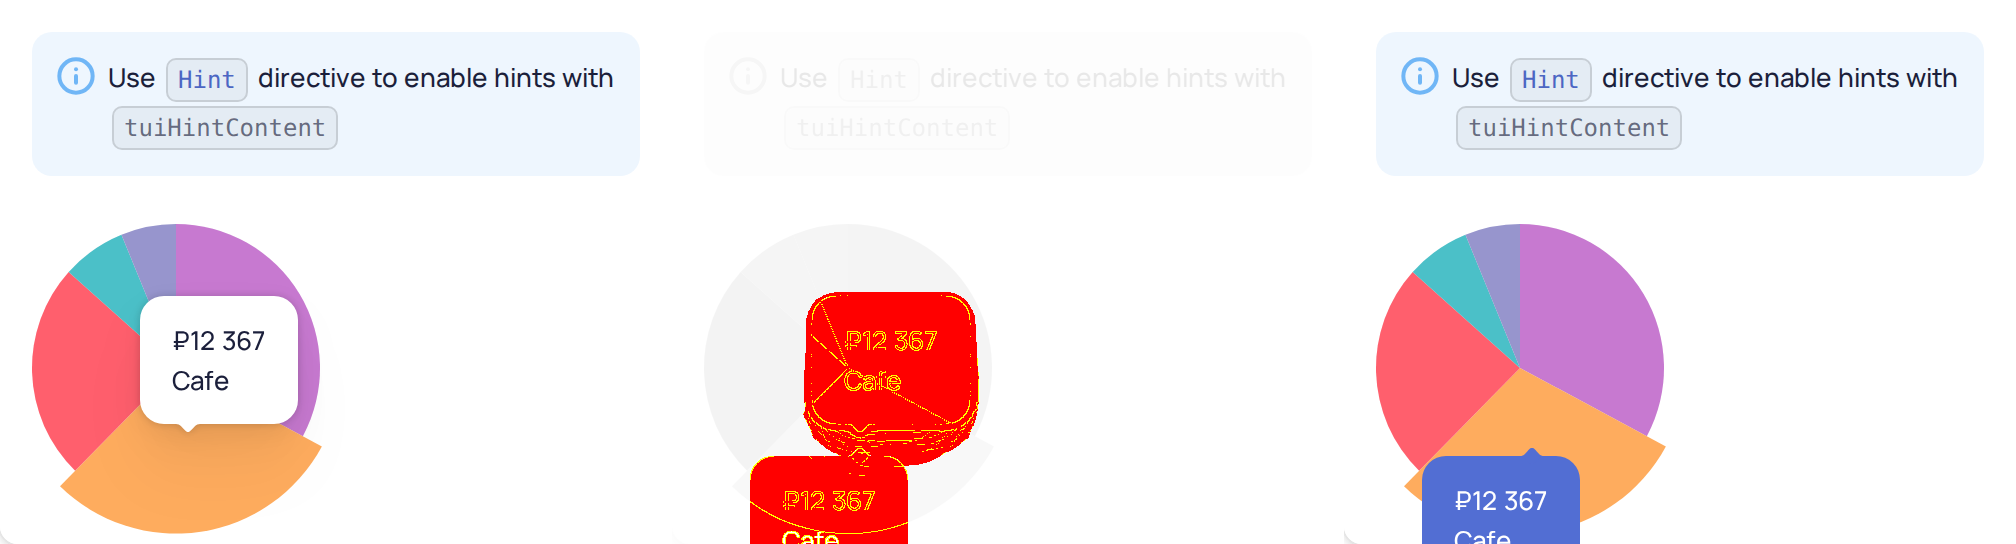 Use Hint directive to enable hints with
tuiHintContent
₽12 367
Cafe
Use Hint directive to enable hints with
tuiHintContent
₽12 367
Cafe
₽12 367
Cafe
Use Hint directive to enable hints with
tuiHintContent
₽12 367
Cafe